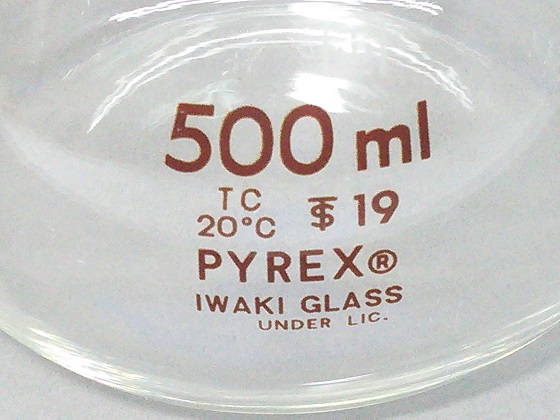 500 ml
TC
20°C
19
PYREX®
IWAKI GLASS
UNDER LIC.